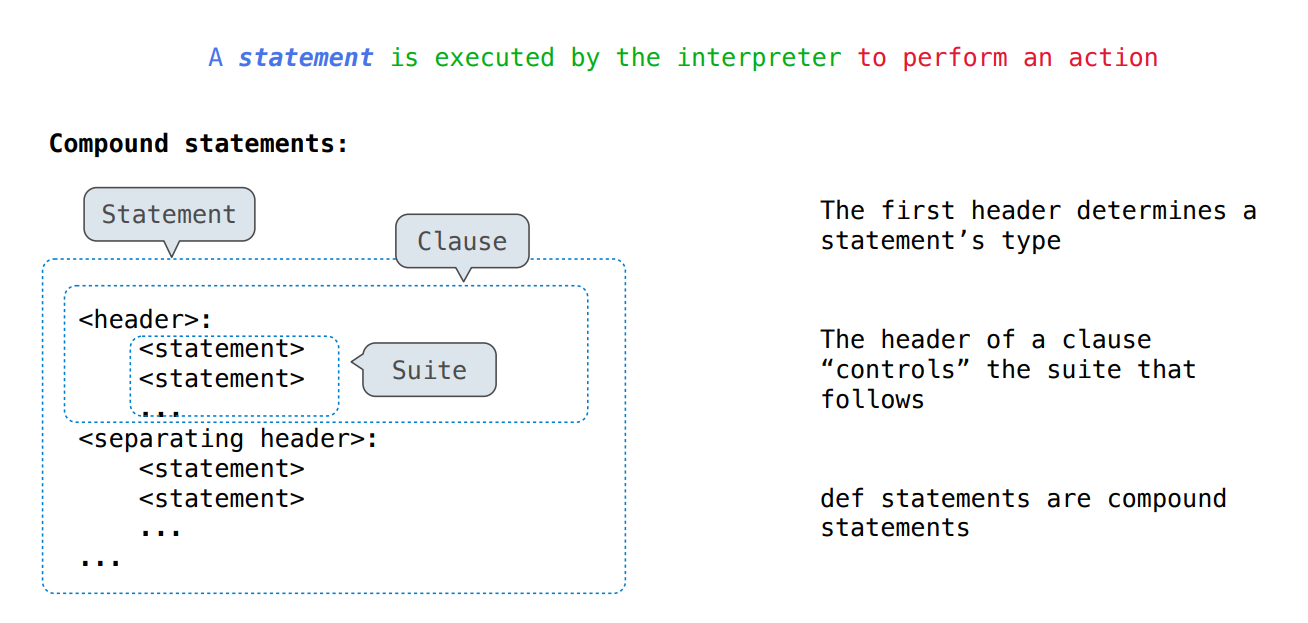 A statement is executed by the interpreter to perform an action
Compound statements:
Statement
Clause
<header>:
<statement>
<statement>
...
Suite
<separating header>:
<statement>
<statement>
...
...
The first header determines a
statement’s type
The header of a clause
“controls” the suite that
follows
def statements are compound
statements